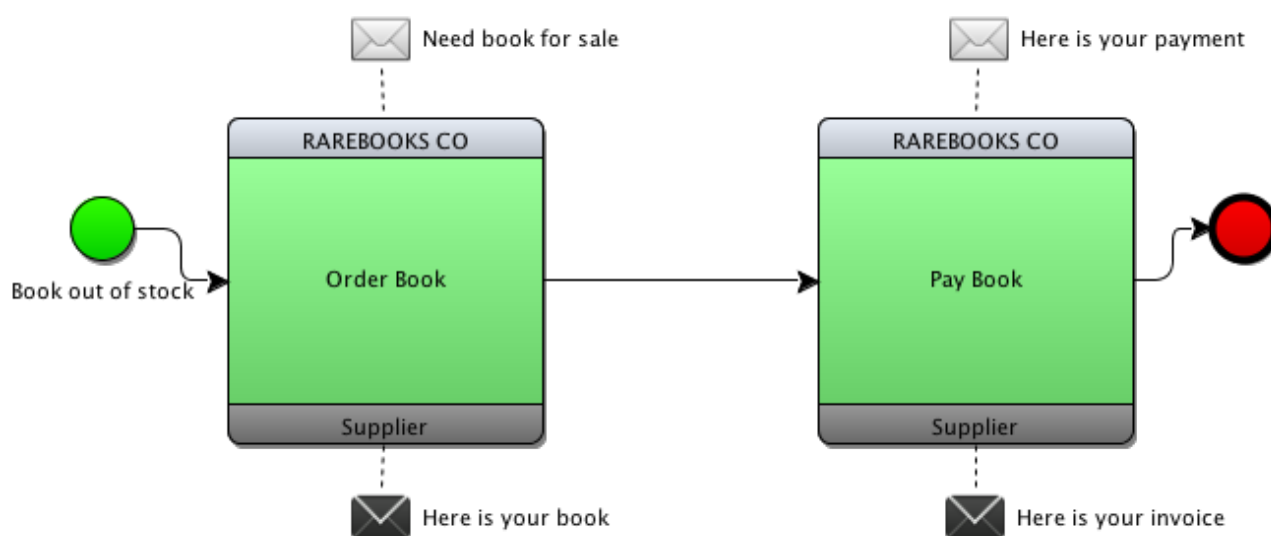 Need book for sale
Here is your payment
RAREBOOKS CO
RAREBOOKS CO
Book out of stock
Order Book
Pay Book
Supplier
Supplier
Here is your book
Here is your invoice